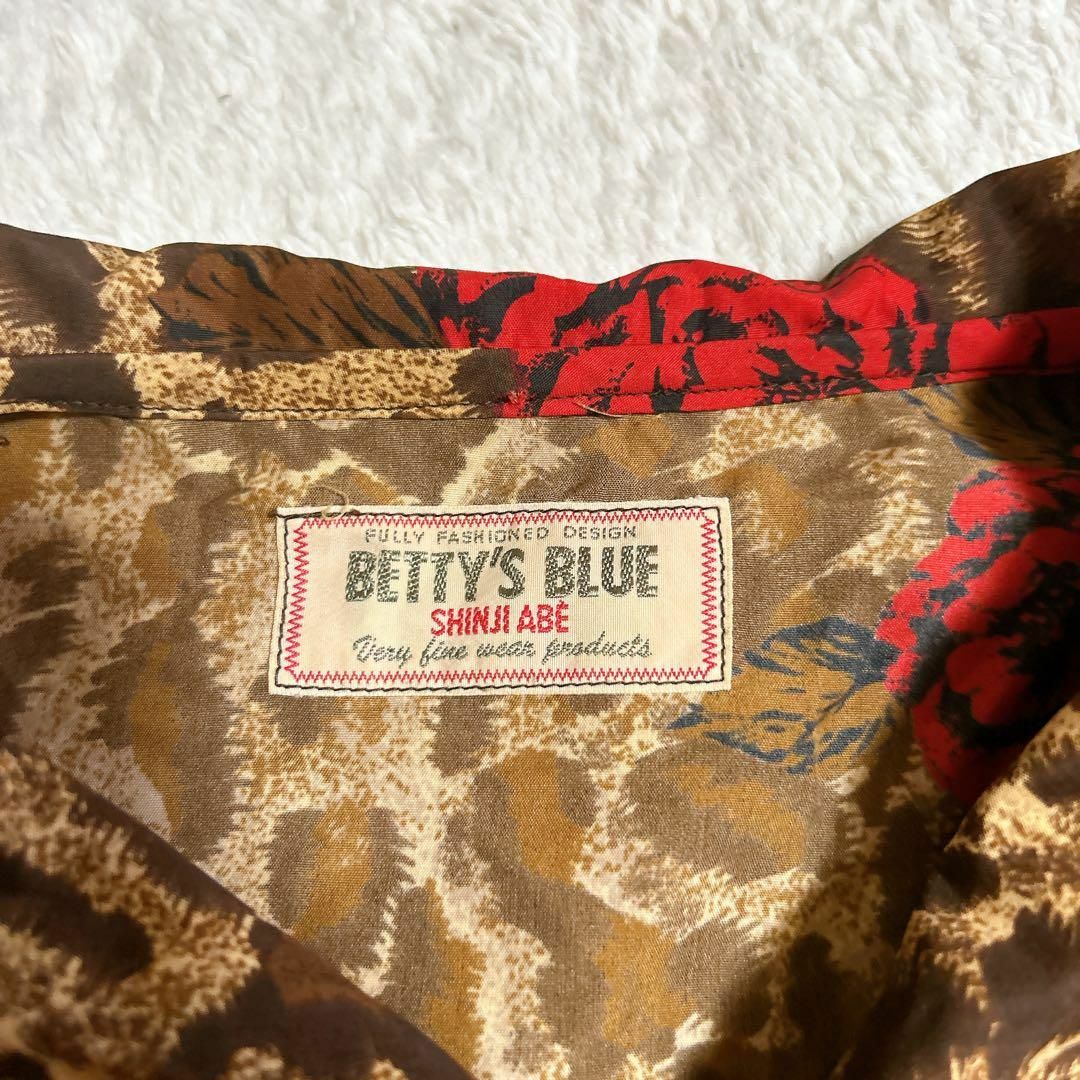 FULLY FASHIONED DESIGN
BETTY'S BLUE
SHINJI ABÉ
Very fine wear products